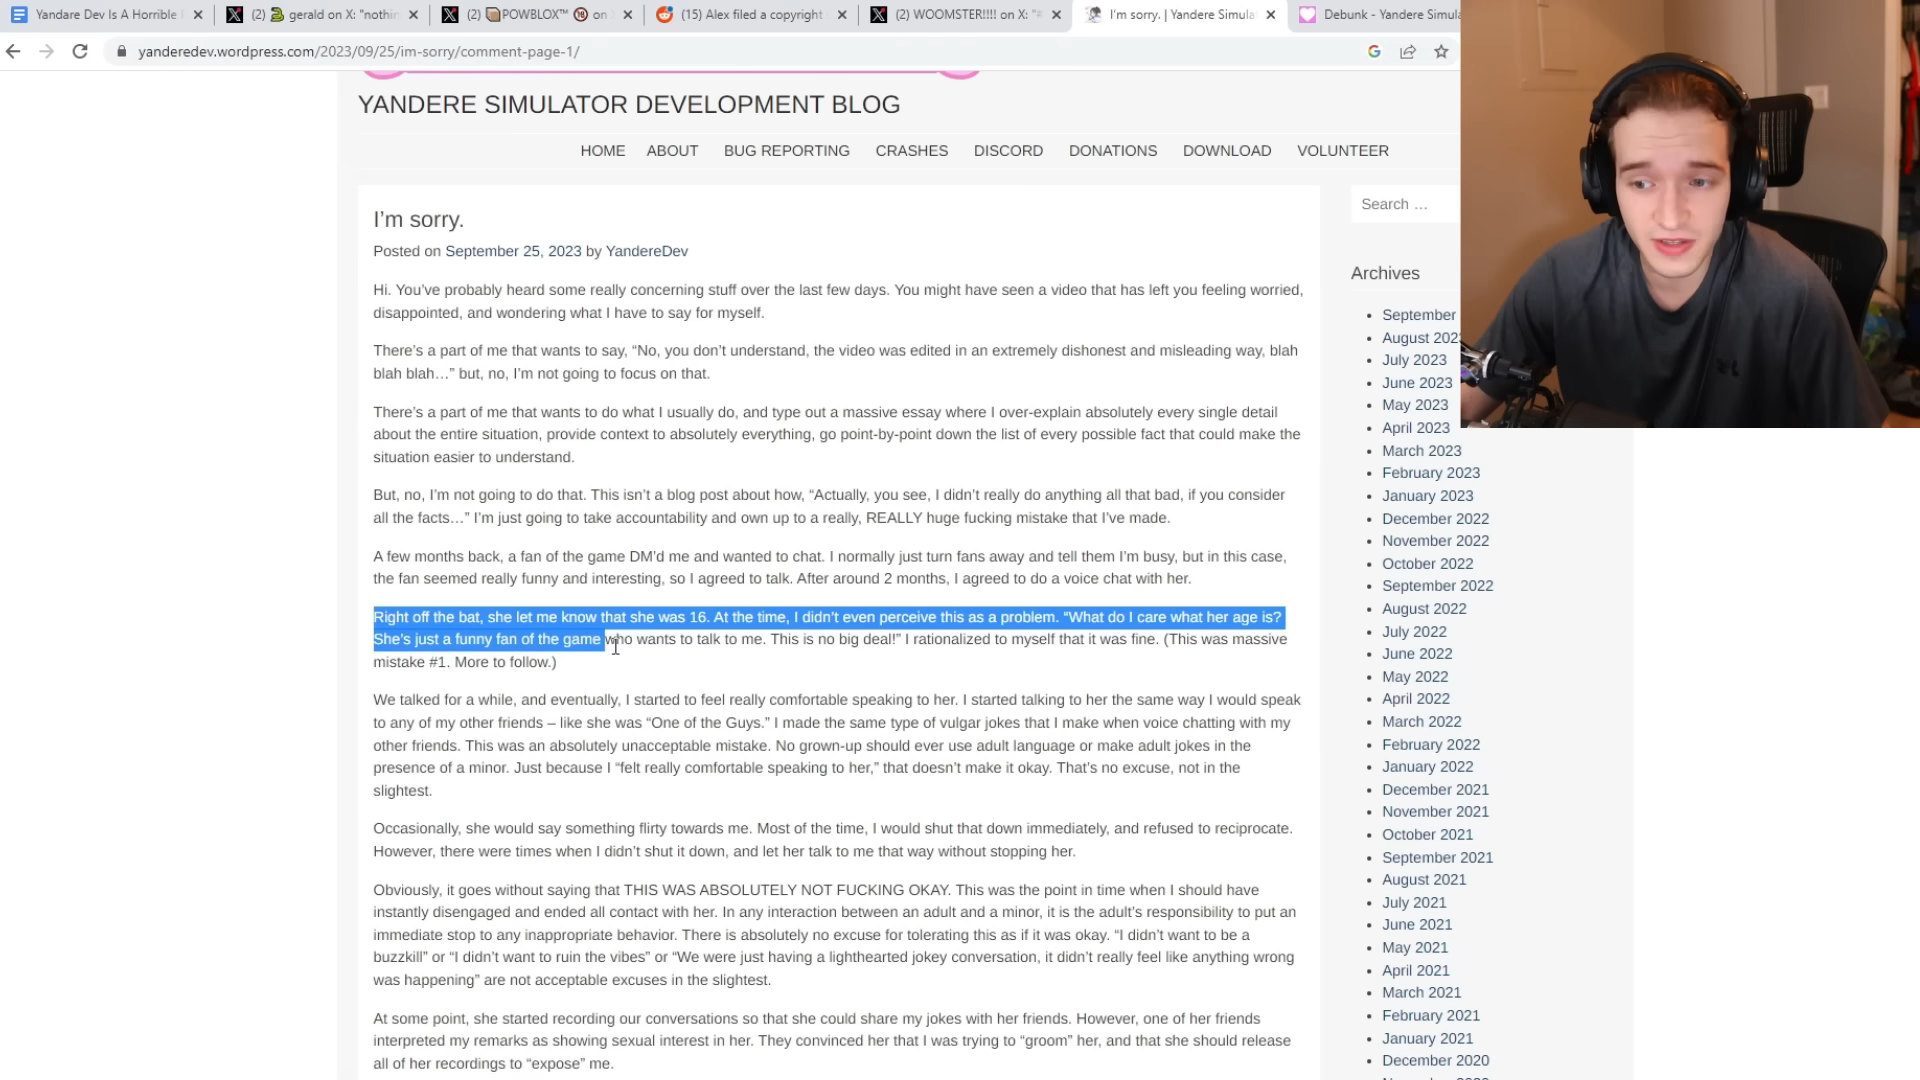 Yandare Dev Is A Horrible
(2) gerald on X: "nothin
(2) POWBLOX™ on
(15) Alex filed a copyright
(2) WOOMSTER!!!! on X: "
I'm sorry. | Yandere Simula
Debunk - Yandere Simula
yanderedev.wordpress.com/2023/09/25/im-sorry/comment-page-1/
YANDERE SIMULATOR DEVELOPMENT BLOG
HOME ABOUT BUG REPORTING CRASHES DISCORD DONATIONS DOWNLOAD VOLUNTEER
I'm sorry.
Posted on September 25, 2023 by YandereDev
Hi. You've probably heard some really concerning stuff over the last few days. You might have seen a video that has left you feeling worried,
disappointed, and wondering what I have to say for myself.
There's a part of me that wants to say, “No, you don't understand, the video was edited in an extremely dishonest and misleading way, blah
blah blah…” but, no, I'm not going to focus on that.
There's a part of me that wants to do what I usually do, and type out a massive essay where I over-explain absolutely every single detail
about the entire situation, provide context to absolutely everything, go point-by-point down the list of every possible fact that could make the
situation easier to understand.
But, no, I'm not going to do that. This isn't a blog post about how, “Actually, you see, I didn't really do anything all that bad, if you consider
all the facts…” I'm just going to take accountability and own up to a really, REALLY huge fucking mistake that I've made.
A few months back, a fan of the game DM'd me and wanted to chat. I normally just turn fans away and tell them I'm busy, but in this case,
the fan seemed really funny and interesting, so I agreed to talk. After around 2 months, I agreed to do a voice chat with her.
Right off the bat, she let me know that she was 16. At the time, I didn't even perceive this as a problem. “What do I care what her age is?
She's just a funny fan of the game who wants to talk to me. This is no big deal!” I rationalized to myself that it was fine. (This was massive
mistake #1. More to follow.)
We talked for a while, and eventually, I started to feel really comfortable speaking to her. I started talking to her the same way I would speak
to any of my other friends – like she was “One of the Guys.” I made the same type of vulgar jokes that I make when voice chatting with my
other friends. This was an absolutely unacceptable mistake. No grown-up should ever use adult language or make adult jokes in the
presence of a minor. Just because I “felt really comfortable speaking to her,” that doesn't make it okay. That's no excuse, not in the
slightest.
Occasionally, she would say something flirty towards me. Most of the time, I would shut that down immediately, and refused to reciprocate.
However, there were times when I didn't shut it down, and let her talk to me that way without stopping her.
Obviously, it goes without saying that THIS WAS ABSOLUTELY NOT FUCKING OKAY. This was the point in time when I should have
instantly disengaged and ended all contact with her. In any interaction between an adult and a minor, it is the adult's responsibility to put an
immediate stop to any inappropriate behavior. There is absolutely no excuse for tolerating this as if it was okay. “I didn't want to be a
buzzkill” or “I didn't want to ruin the vibes” or “We were just having a lighthearted jokey conversation, it didn't really feel like anything wrong
was happening” are not acceptable excuses in the slightest.
At some point, she started recording our conversations so that she could share my jokes with her friends. However, one of her friends
interpreted my remarks as showing sexual interest in her. They convinced her that I was trying to “groom” her, and that she should release
all of her recordings to “expose” me.
Search …
Archives
September
August 202
July 2023
June 2023
May 2023
April 2023
March 2023
February 2023
January 2023
December 2022
November 2022
October 2022
September 2022
August 2022
July 2022
June 2022
May 2022
April 2022
March 2022
February 2022
January 2022
December 2021
November 2021
October 2021
September 2021
August 2021
July 2021
June 2021
May 2021
April 2021
March 2021
February 2021
January 2021
December 2020